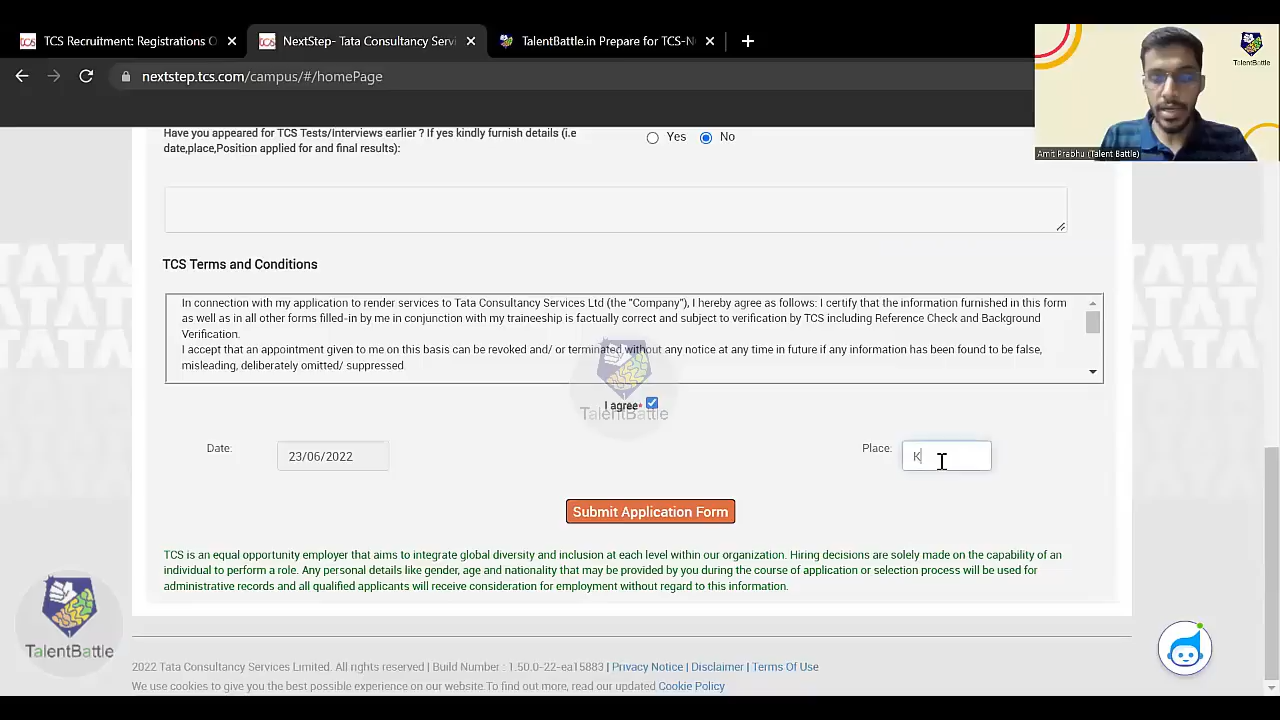 TCS Recruitment: Registrations O
NextStep- Tata Consultancy Servi
TalentBattle.in Prepare for TCS-N
nextstep.tcs.com/campus/#/homePage
TalentBattle
Amit Prabhu (Talent Battle)
Have you appeared for TCS Tests/Interviews earlier ? If yes kindly furnish details (i.e
date,place,Position applied for and final results):
Yes No
TCS Terms and Conditions
In connection with my application to render services to Tata Consultancy Services Ltd (the "Company"), I hereby agree as follows: I certify that the information furnished in this form
as well as in all other forms filled-in by me in conjunction with my traineeship is factually correct and subject to verification by TCS including Reference Check and Background
Verification.
I accept that an appointment given to me on this basis can be revoked and/ or terminated without any notice at any time in future if any information has been found to be false,
misleading, deliberately omitted/ suppressed
I agree*
TalentBattle
Date: 23/06/2022 Place: K
Submit Application Form
TCS is an equal opportunity employer that aims to integrate global diversity and inclusion at each level within our organization. Hiring decisions are solely made on the capability of an
individual to perform a role. Any personal details like gender, age and nationality that may be provided by you during the course of application or selection process will be used for
administrative records and all qualified applicants will receive consideration for employment without regard to this information.
TalentBattle
2022 Tata Consultancy Services Limited. All rights reserved | Build Number: 1.50.0-22-ea15883 | Privacy Notice | Disclaimer | Terms Of Use
We use cookies to give you the best possible experience on our website.To find out more, read our updated Cookie Policy